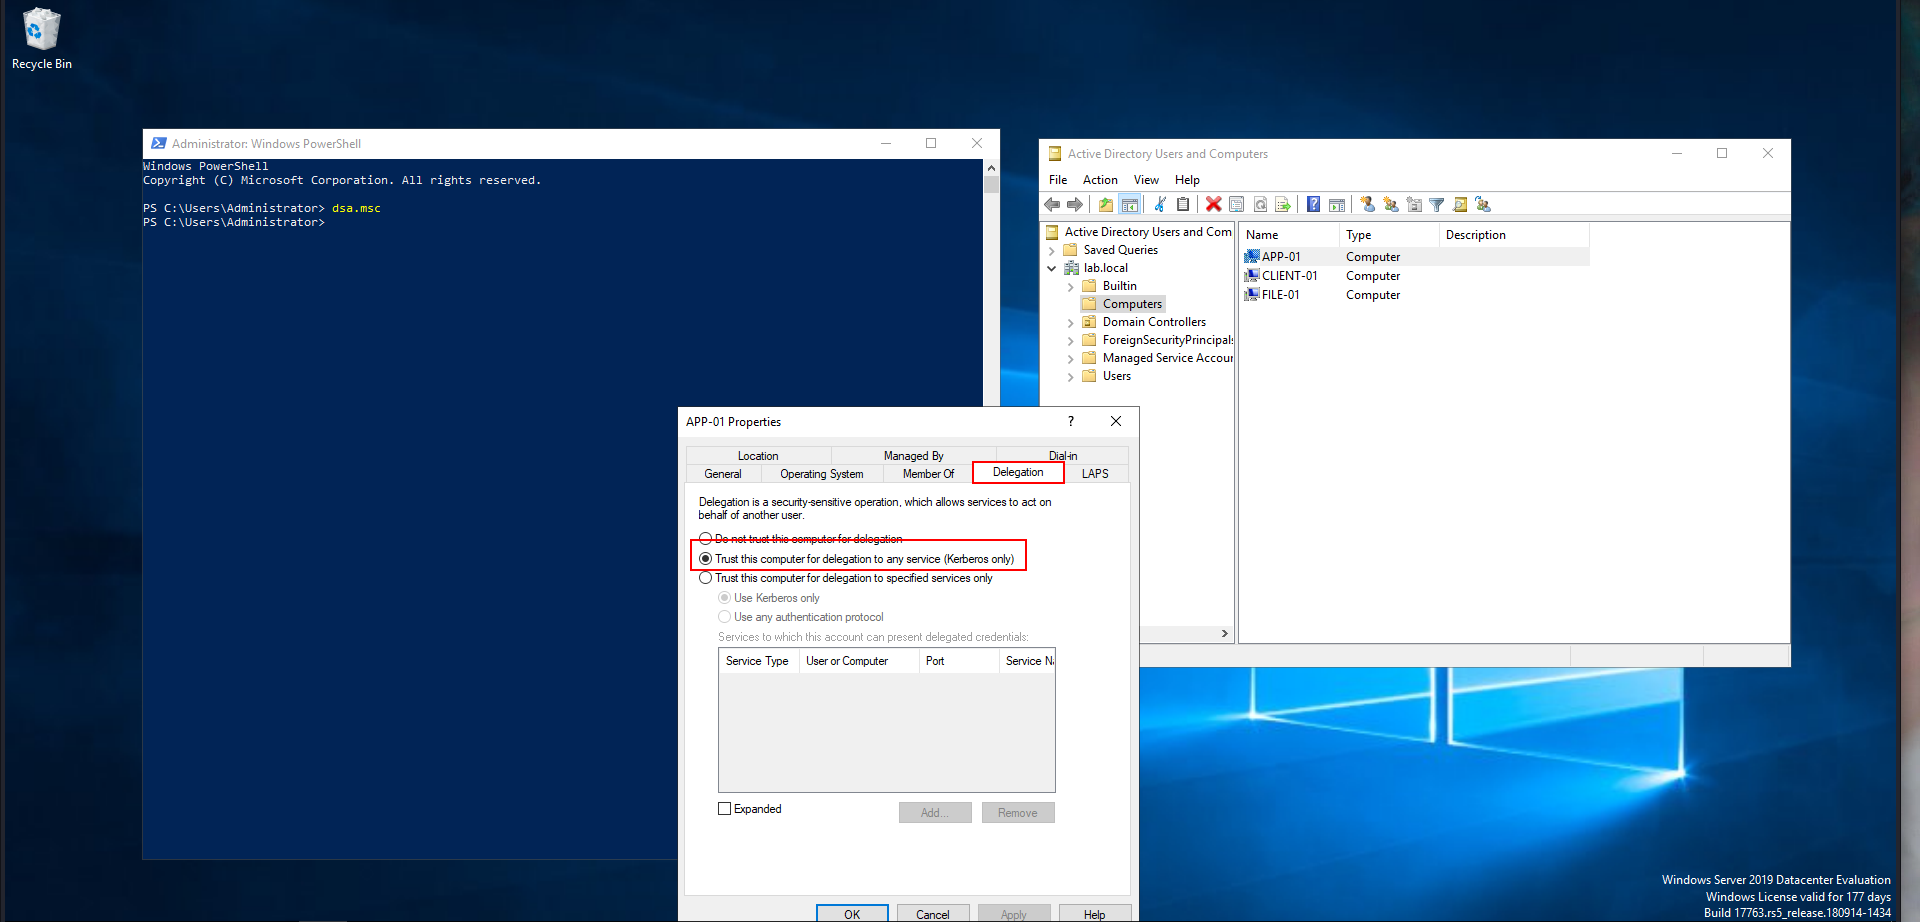 Recycle Bin
Administrator: Windows PowerShell
Windows PowerShell
Copyright (C) Microsoft Corporation. All rights reserved.
PS C:\Users\Administrator> dsa.msc
PS C:\Users\Administrator>
Active Directory Users and Computers
File Action View Help
Active Directory Users and Com
Saved Queries
lab.local
Builtin
Computers
Domain Controllers
ForeignSecurityPrincipals
Managed Service Accour
Users
Name Type Description
APP-01 Computer
CLIENT-01 Computer
FILE-01 Computer
APP-01 Properties
?
Location Managed By Dial-in
General Operating System Member Of Delegation LAPS
Delegation is a security-sensitive operation, which allows services to act on
behalf of another user.
Do not trust this computer for delegation
Trust this computer for delegation to any service (Kerberos only)
Trust this computer for delegation to specified services only
Use Kerberos only
Use any authentication protocol
Services to which this account can present delegated credentials:
Service Type User or Computer Port Service Na
Expanded Add... Remove
OK Cancel Apply Help
Windows Server 2019 Datacenter Evaluation
Windows License valid for 177 days
Build 17763.rs5_release.180914-1434